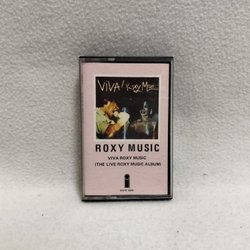 VIVA! Roxy Music
ROXY MUSIC
VIVA ROXY MUSIC
(THE LIVE ROXY MUSIC ALBUM)
i